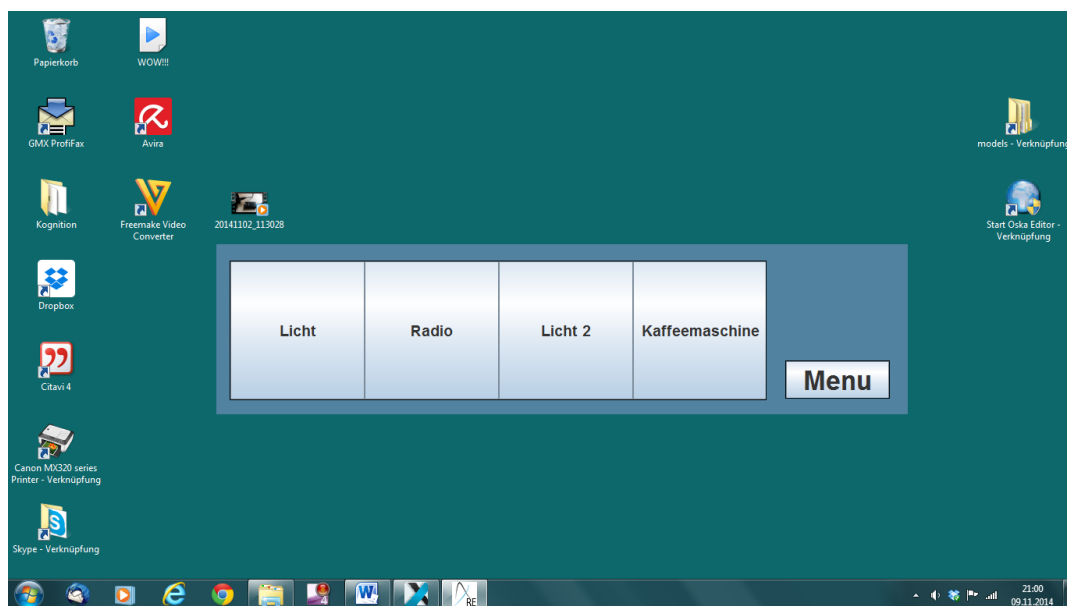 Papierkorb
WOW!!!
GMX ProfiFax
Avira
models - Verknüpfung
Kognition
Freemake Video
Converter
20141102_113028
Start Oska Editor -
Verknüpfung
Dropbox
Licht
Radio
Licht 2
Kaffeemaschine
Menu
Citavi 4
Canon MX320 series
Printer - Verknüpfung
Skype - Verknüpfung
RE
21:00
09.11.2014